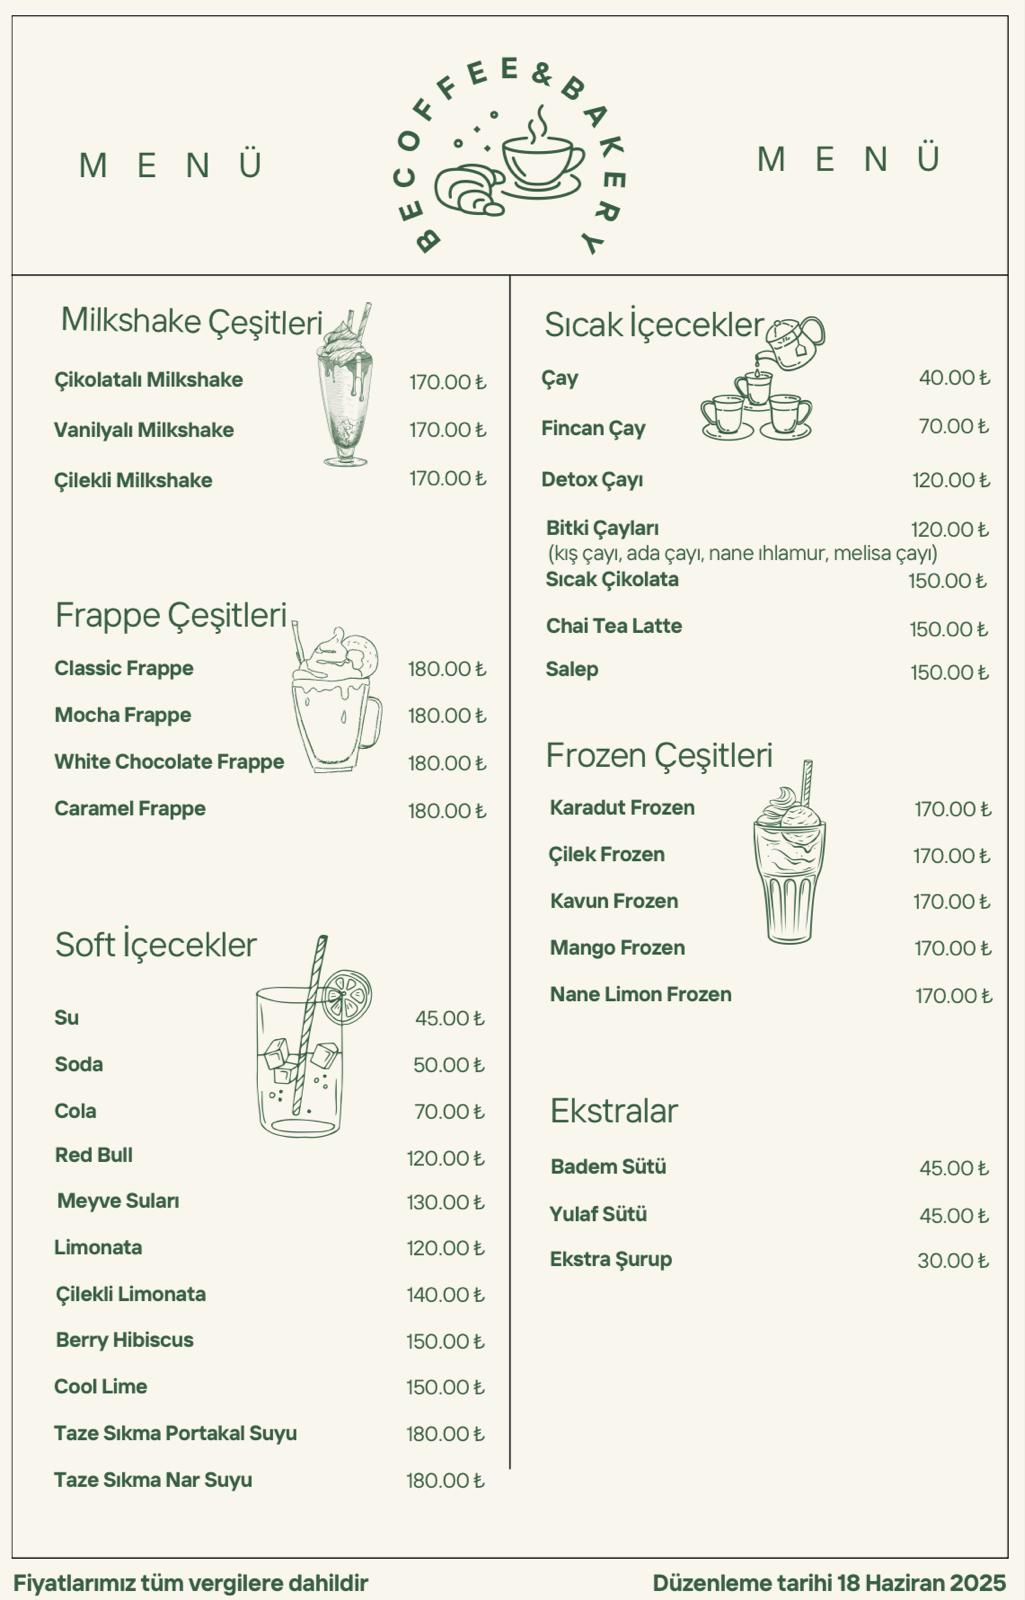 BECOFFEE&BAKERY
MENÜ
MENÜ
Milkshake Çeşitleri
Çikolatalı Milkshake 170.00 ₺
Vanilyalı Milkshake 170.00 ₺
Çilekli Milkshake 170.00 ₺
Frappe Çeşitleri
Classic Frappe 180.00 ₺
Mocha Frappe 180.00 ₺
White Chocolate Frappe 180.00 ₺
Caramel Frappe 180.00 ₺
Soft İçecekler
Su 45.00 ₺
Soda 50.00 ₺
Cola 70.00 ₺
Red Bull 120.00 ₺
Meyve Suları 130.00 ₺
Limonata 120.00 ₺
Çilekli Limonata 140.00 ₺
Berry Hibiscus 150.00 ₺
Cool Lime 150.00 ₺
Taze Sıkma Portakal Suyu 180.00 ₺
Taze Sıkma Nar Suyu 180.00 ₺
Sıcak İçecekler
Çay 40.00 ₺
Fincan Çay 70.00 ₺
Detox Çayı 120.00 ₺
Bitki Çayları 120.00 ₺
(kış çayı, ada çayı, nane ıhlamur, melisa çayı)
Sıcak Çikolata 150.00 ₺
Chai Tea Latte 150.00 ₺
Salep 150.00 ₺
Frozen Çeşitleri
Karadut Frozen 170.00 ₺
Çilek Frozen 170.00 ₺
Kavun Frozen 170.00 ₺
Mango Frozen 170.00 ₺
Nane Limon Frozen 170.00 ₺
Ekstralar
Badem Sütü 45.00 ₺
Yulaf Sütü 45.00 ₺
Ekstra Şurup 30.00 ₺
Fiyatlarımız tüm vergilere dahildir
Düzenleme tarihi 18 Haziran 2025